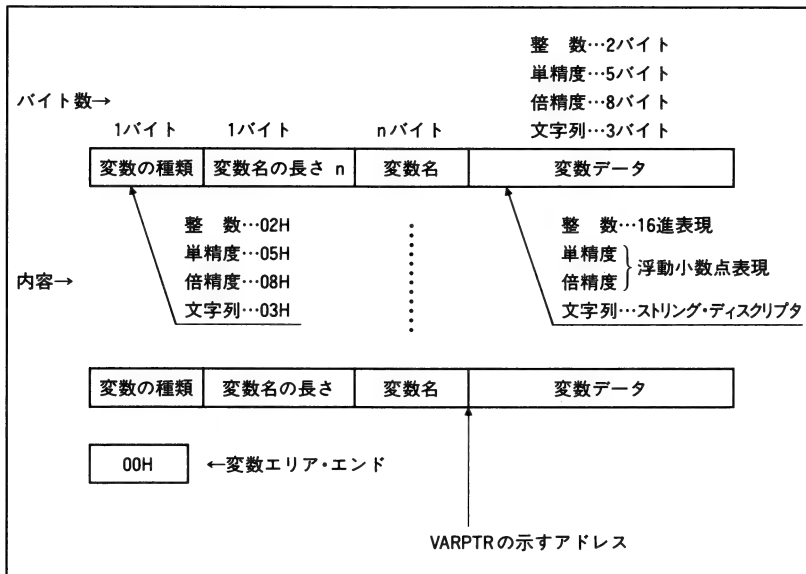 整 数…2バイト
単精度…5バイト
バイト数→
倍精度…8バイト
1バイト 1バイト nバイト 文字列…3バイト
変数の種類 変数名の長さ n 変数名 変数データ
整 数…02H 整 数…16進表現
単精度…05H 単精度
内容→ 倍精度…08H 倍精度 浮動小数点表現
文字列…03H 文字列…ストリング・ディスクリプタ
変数の種類 変数名の長さ 変数名 変数データ
00H ←変数エリア・エンド
VARPTRの示すアドレス